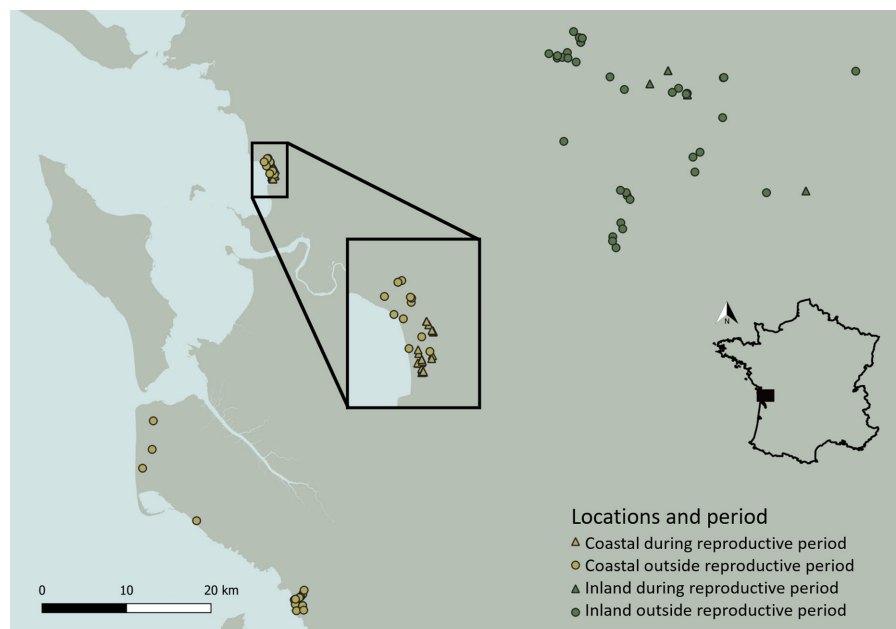 N
Locations and period
Coastal during reproductive period
Coastal outside reproductive period
Inland during reproductive period
Inland outside reproductive period
0 10 20 km